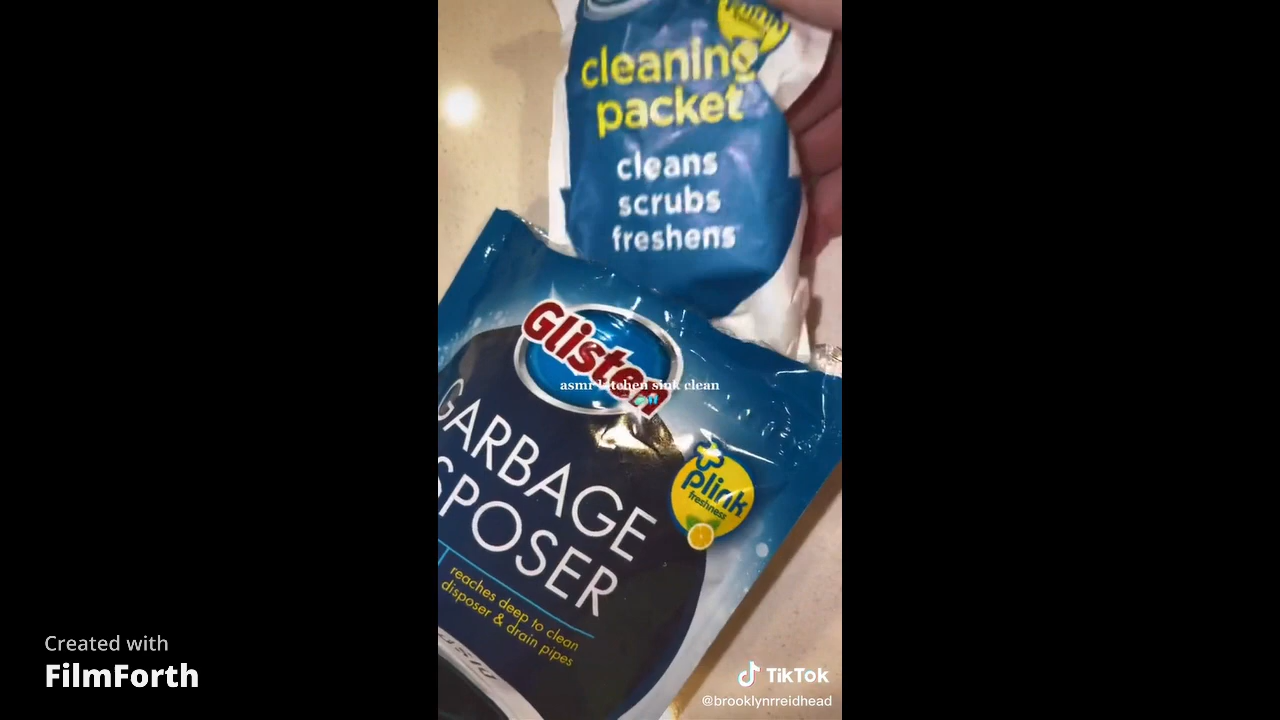 cleaning
packet
cleans
scrubs
freshens
Glisten
asmr kitchen sink clean
GARBAGE
SPOSER
plink
freshness
reaches deep to clean
disposer & drain pipes
Created with
FilmForth
TikTok
@brooklynrreidhead